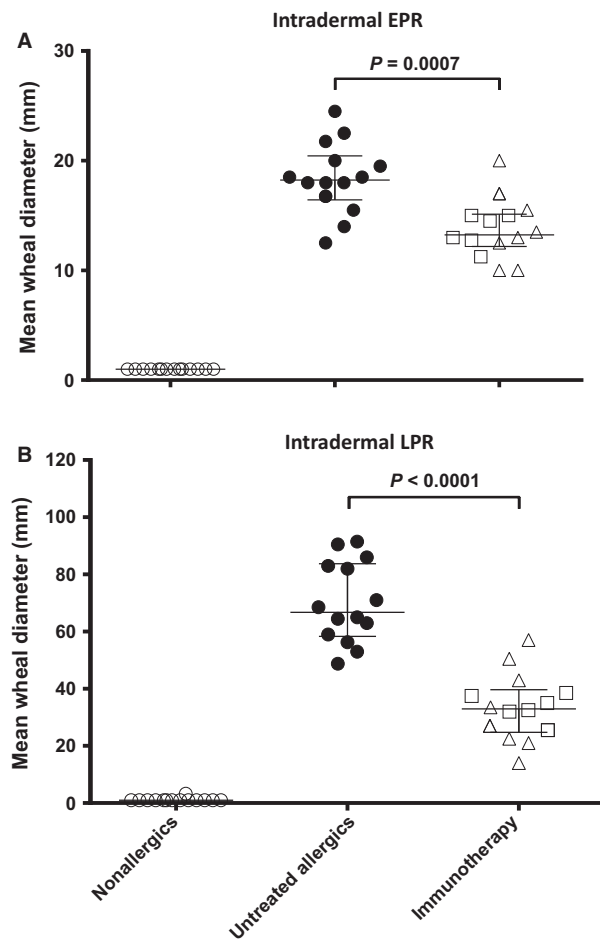 Intradermal EPR
A
30
P = 0.0007
20
10
0
Mean wheal diameter (mm)
Intradermal LPR
B
120
P < 0.0001
100
80
60
40
20
0
Mean wheal diameter (mm)
Nonallergics
Untreated allergics
Immunotherapy